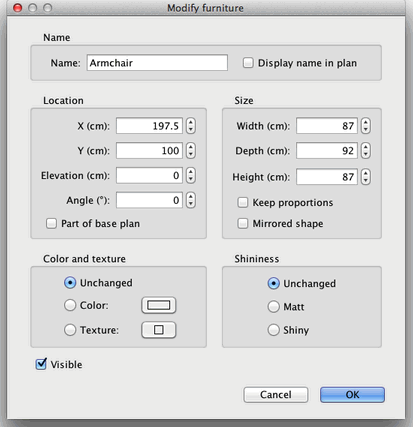 Modify furniture
Name
Name: Armchair Display name in plan
Location
X (cm): 197.5
Y (cm): 100
Elevation (cm): 0
Angle (°): 0
Part of base plan
Size
Width (cm): 87
Depth (cm): 92
Height (cm): 87
Keep proportions
Mirrored shape
Color and texture
Unchanged
Color:
Texture:
Shininess
Unchanged
Matt
Shiny
Visible
Cancel OK